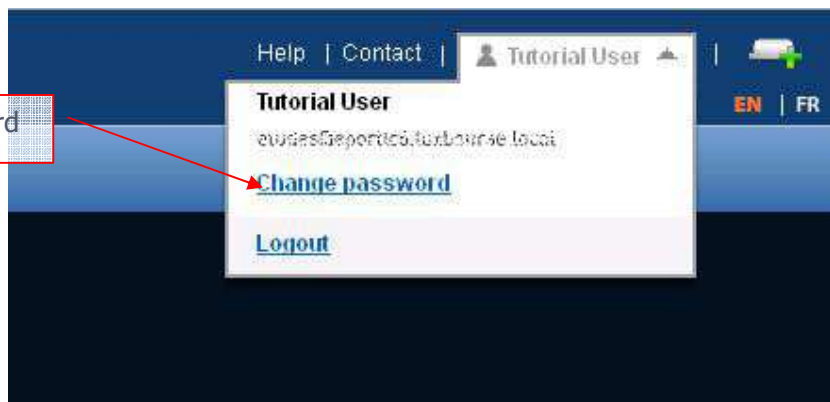 Help | Contact | Tutorial User |
EN | FR
rd
Tutorial User
Change password
Logout